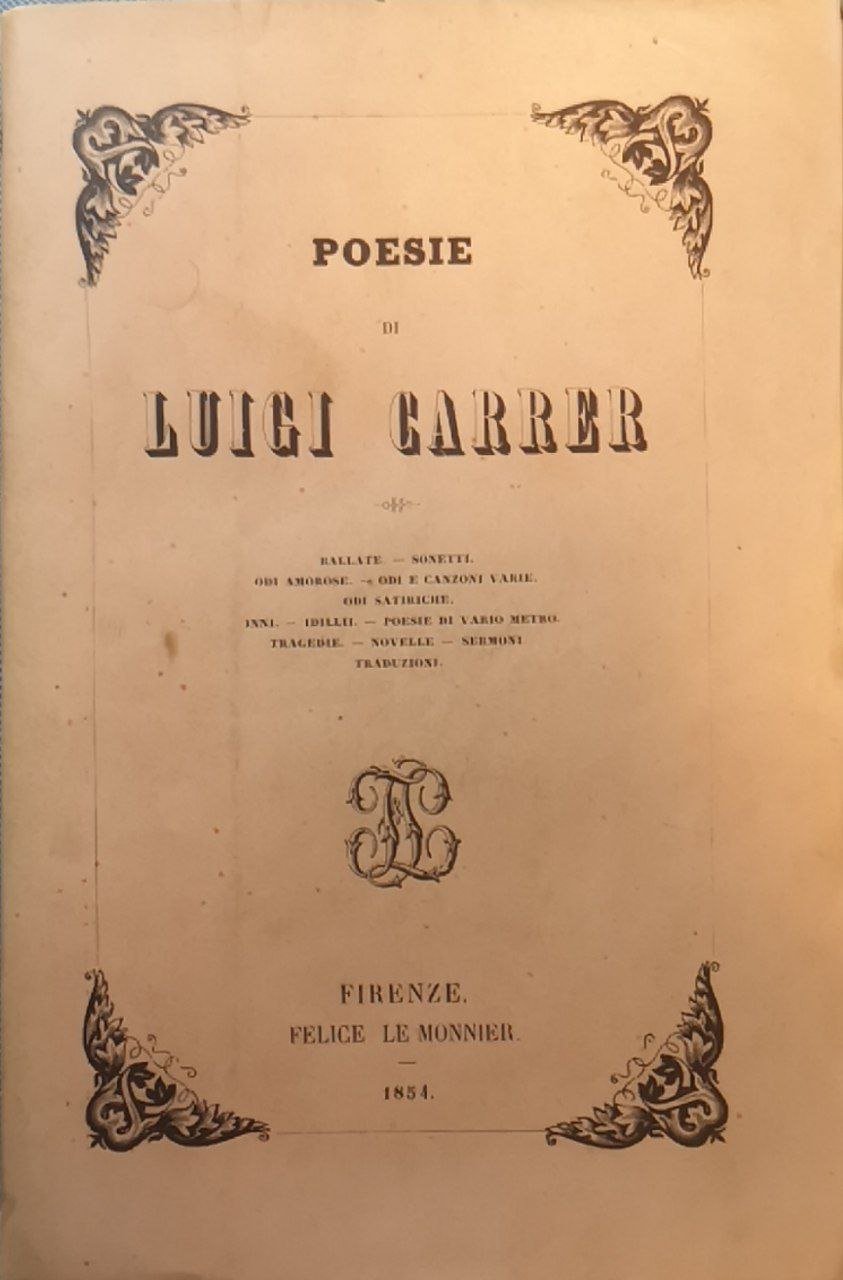 POESIE
DI
LUIGI CARRER
BALLATE — SONETTI.
ODI AMOROSE. — ODI E CANZONI VARIE.
ODI SATIRICHE.
INNI. — IDILLII. — POESIE DI VARIO METRO.
TRAGEDIE. — NOVELLE — SERMONI
TRADUZIONI.
FIRENZE.
FELICE LE MONNIER.
—
1854.